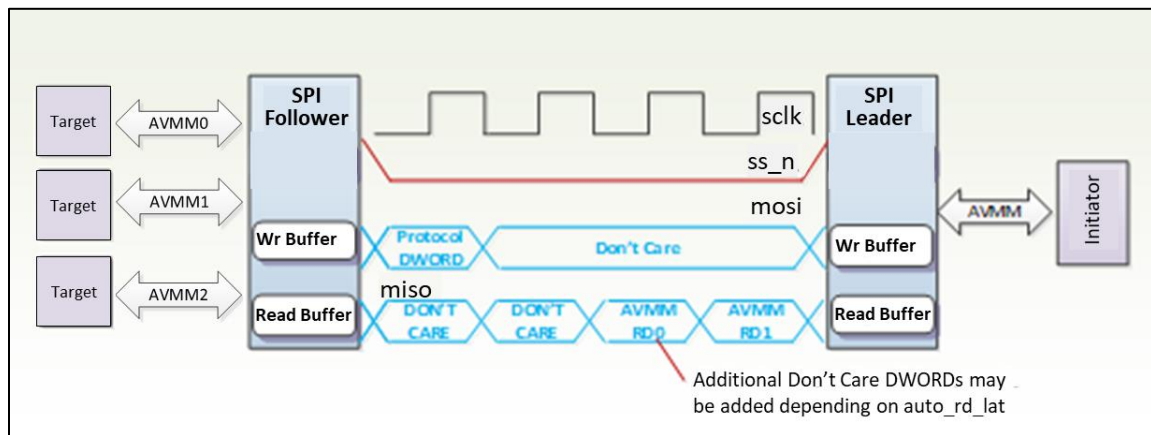 Target
AVMM0
SPI
Follower
sclk
SPI
Leader
ss_n
Target
AVMM1
mosi
AVMM
Initiator
Wr Buffer
Protocol
DWORD
Don't Care
Wr Buffer
Target
AVMM2
miso
Read Buffer
DON'T
CARE
DON'T
CARE
AVMM
RD0
AVMM
RD1
Read Buffer
Additional Don't Care DWORDs may
be added depending on auto_rd_lat